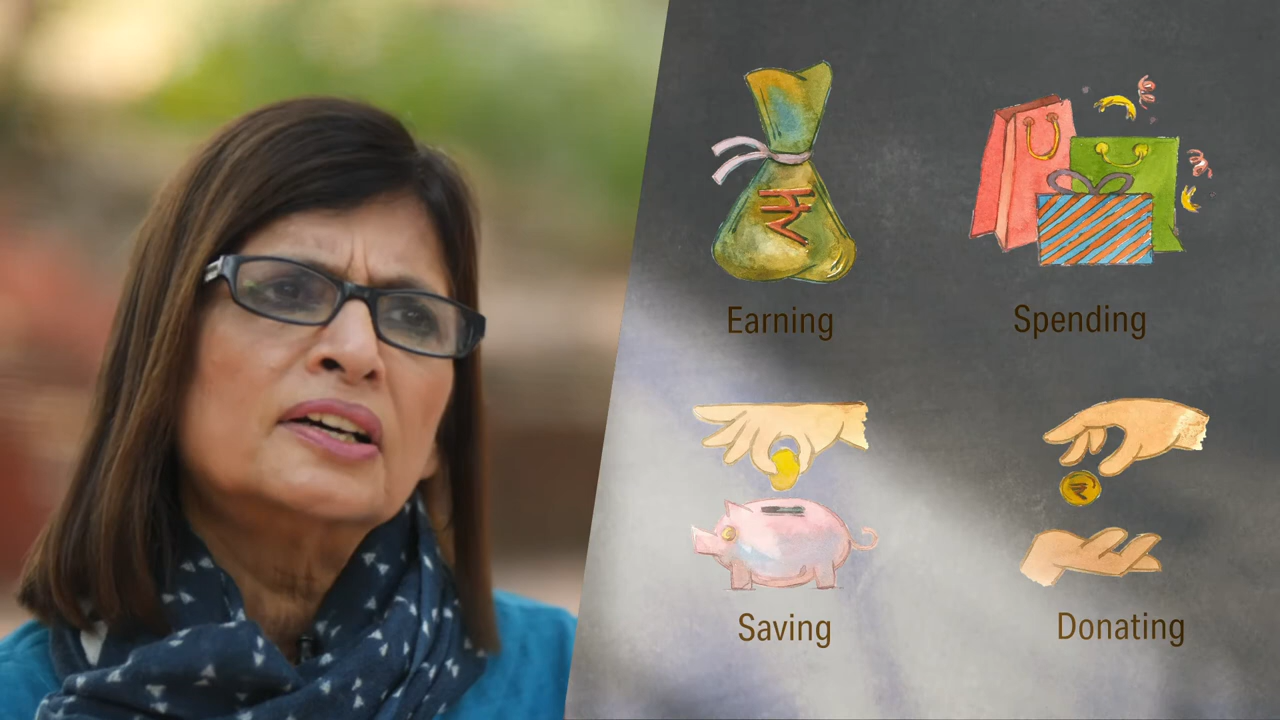 ₹
Earning
Spending
₹
Saving
Donating